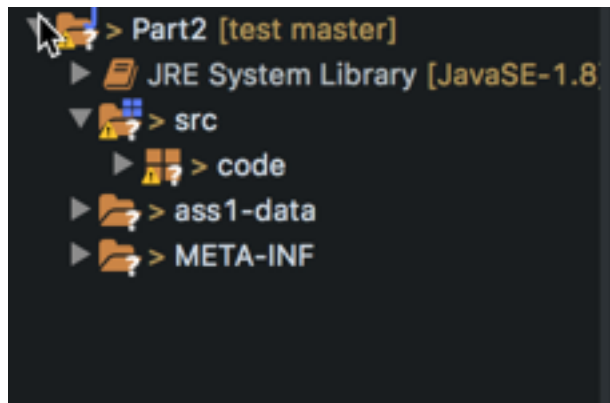 > Part2 [test master]
JRE System Library [JavaSE-1.8
> src
> code
> ass1-data
> META-INF